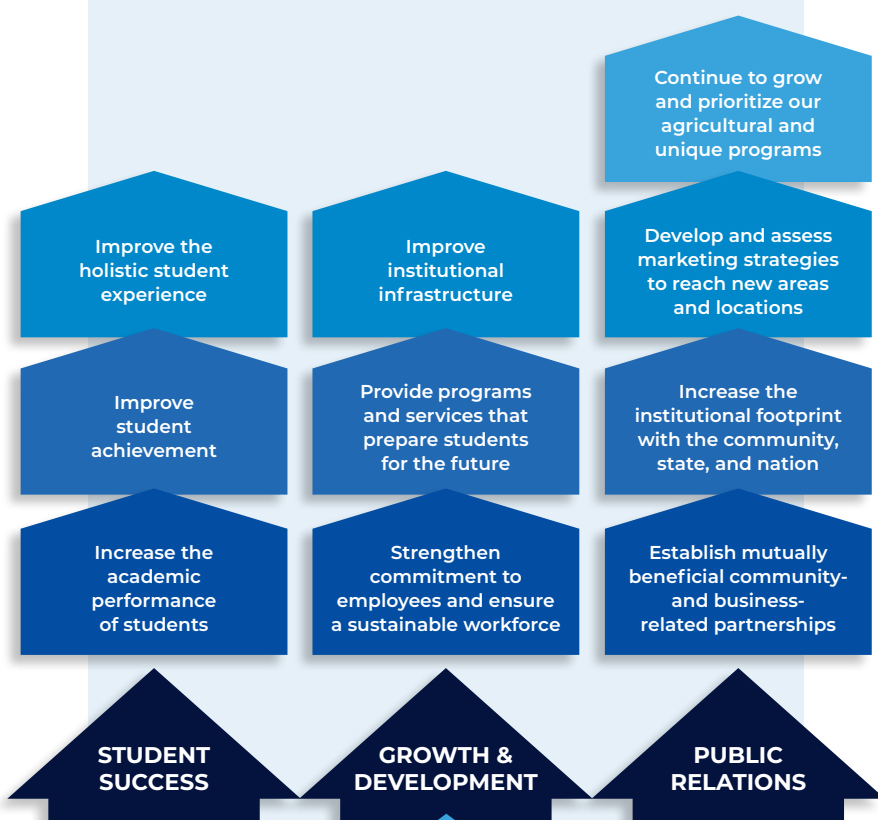 Continue to grow
and prioritize our
agricultural and
unique programs
Improve the
holistic student
experience
Improve
institutional
infrastructure
Develop and assess
marketing strategies
to reach new areas
and locations
Improve
student
achievement
Provide programs
and services that
prepare students
for the future
Increase the
institutional footprint
with the community,
state, and nation
Increase the
academic
performance
of students
Strengthen
commitment to
employees and ensure
a sustainable workforce
Establish mutually
beneficial community-
and business-
related partnerships
STUDENT
SUCCESS
GROWTH &
DEVELOPMENT
PUBLIC
RELATIONS